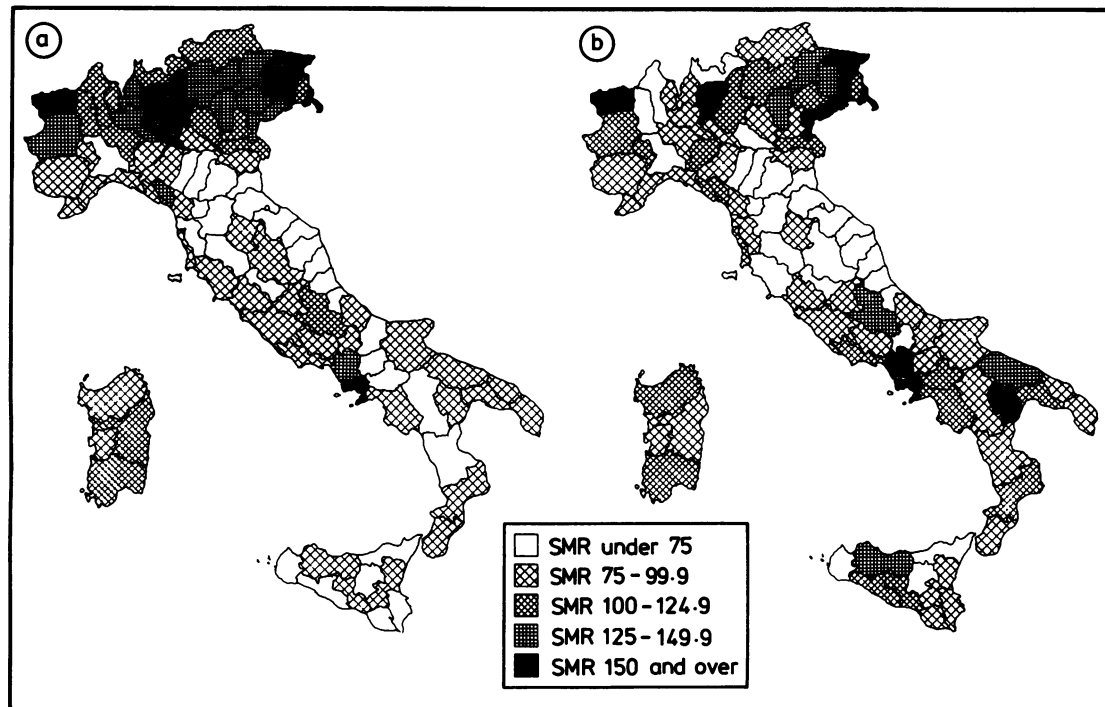 a
b
SMR under 75
SMR 75-99·9
SMR 100-124·9
SMR 125-149·9
SMR 150 and over